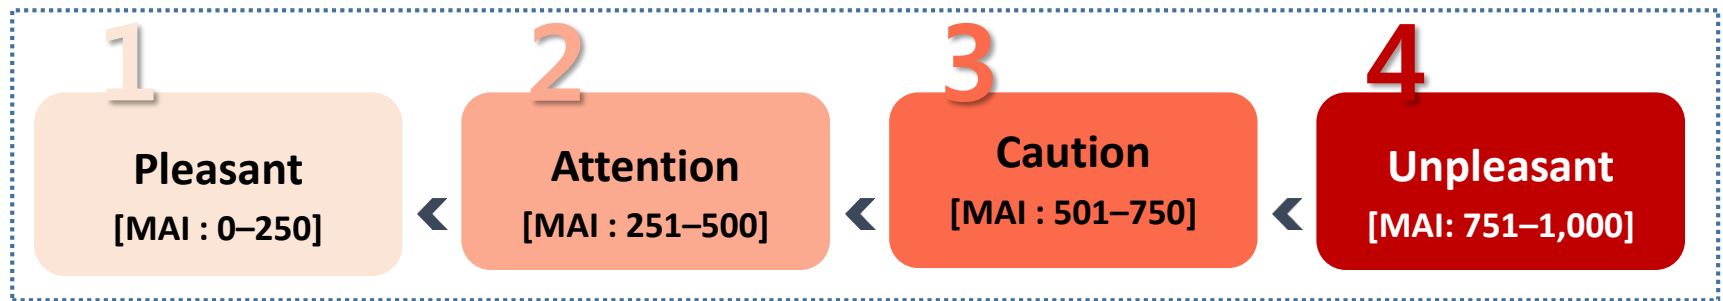 1
Pleasant
[MAI : 0–250]
2
Attention
[MAI : 251–500]
3
Caution
[MAI : 501–750]
4
Unpleasant
[MAI: 751–1,000]